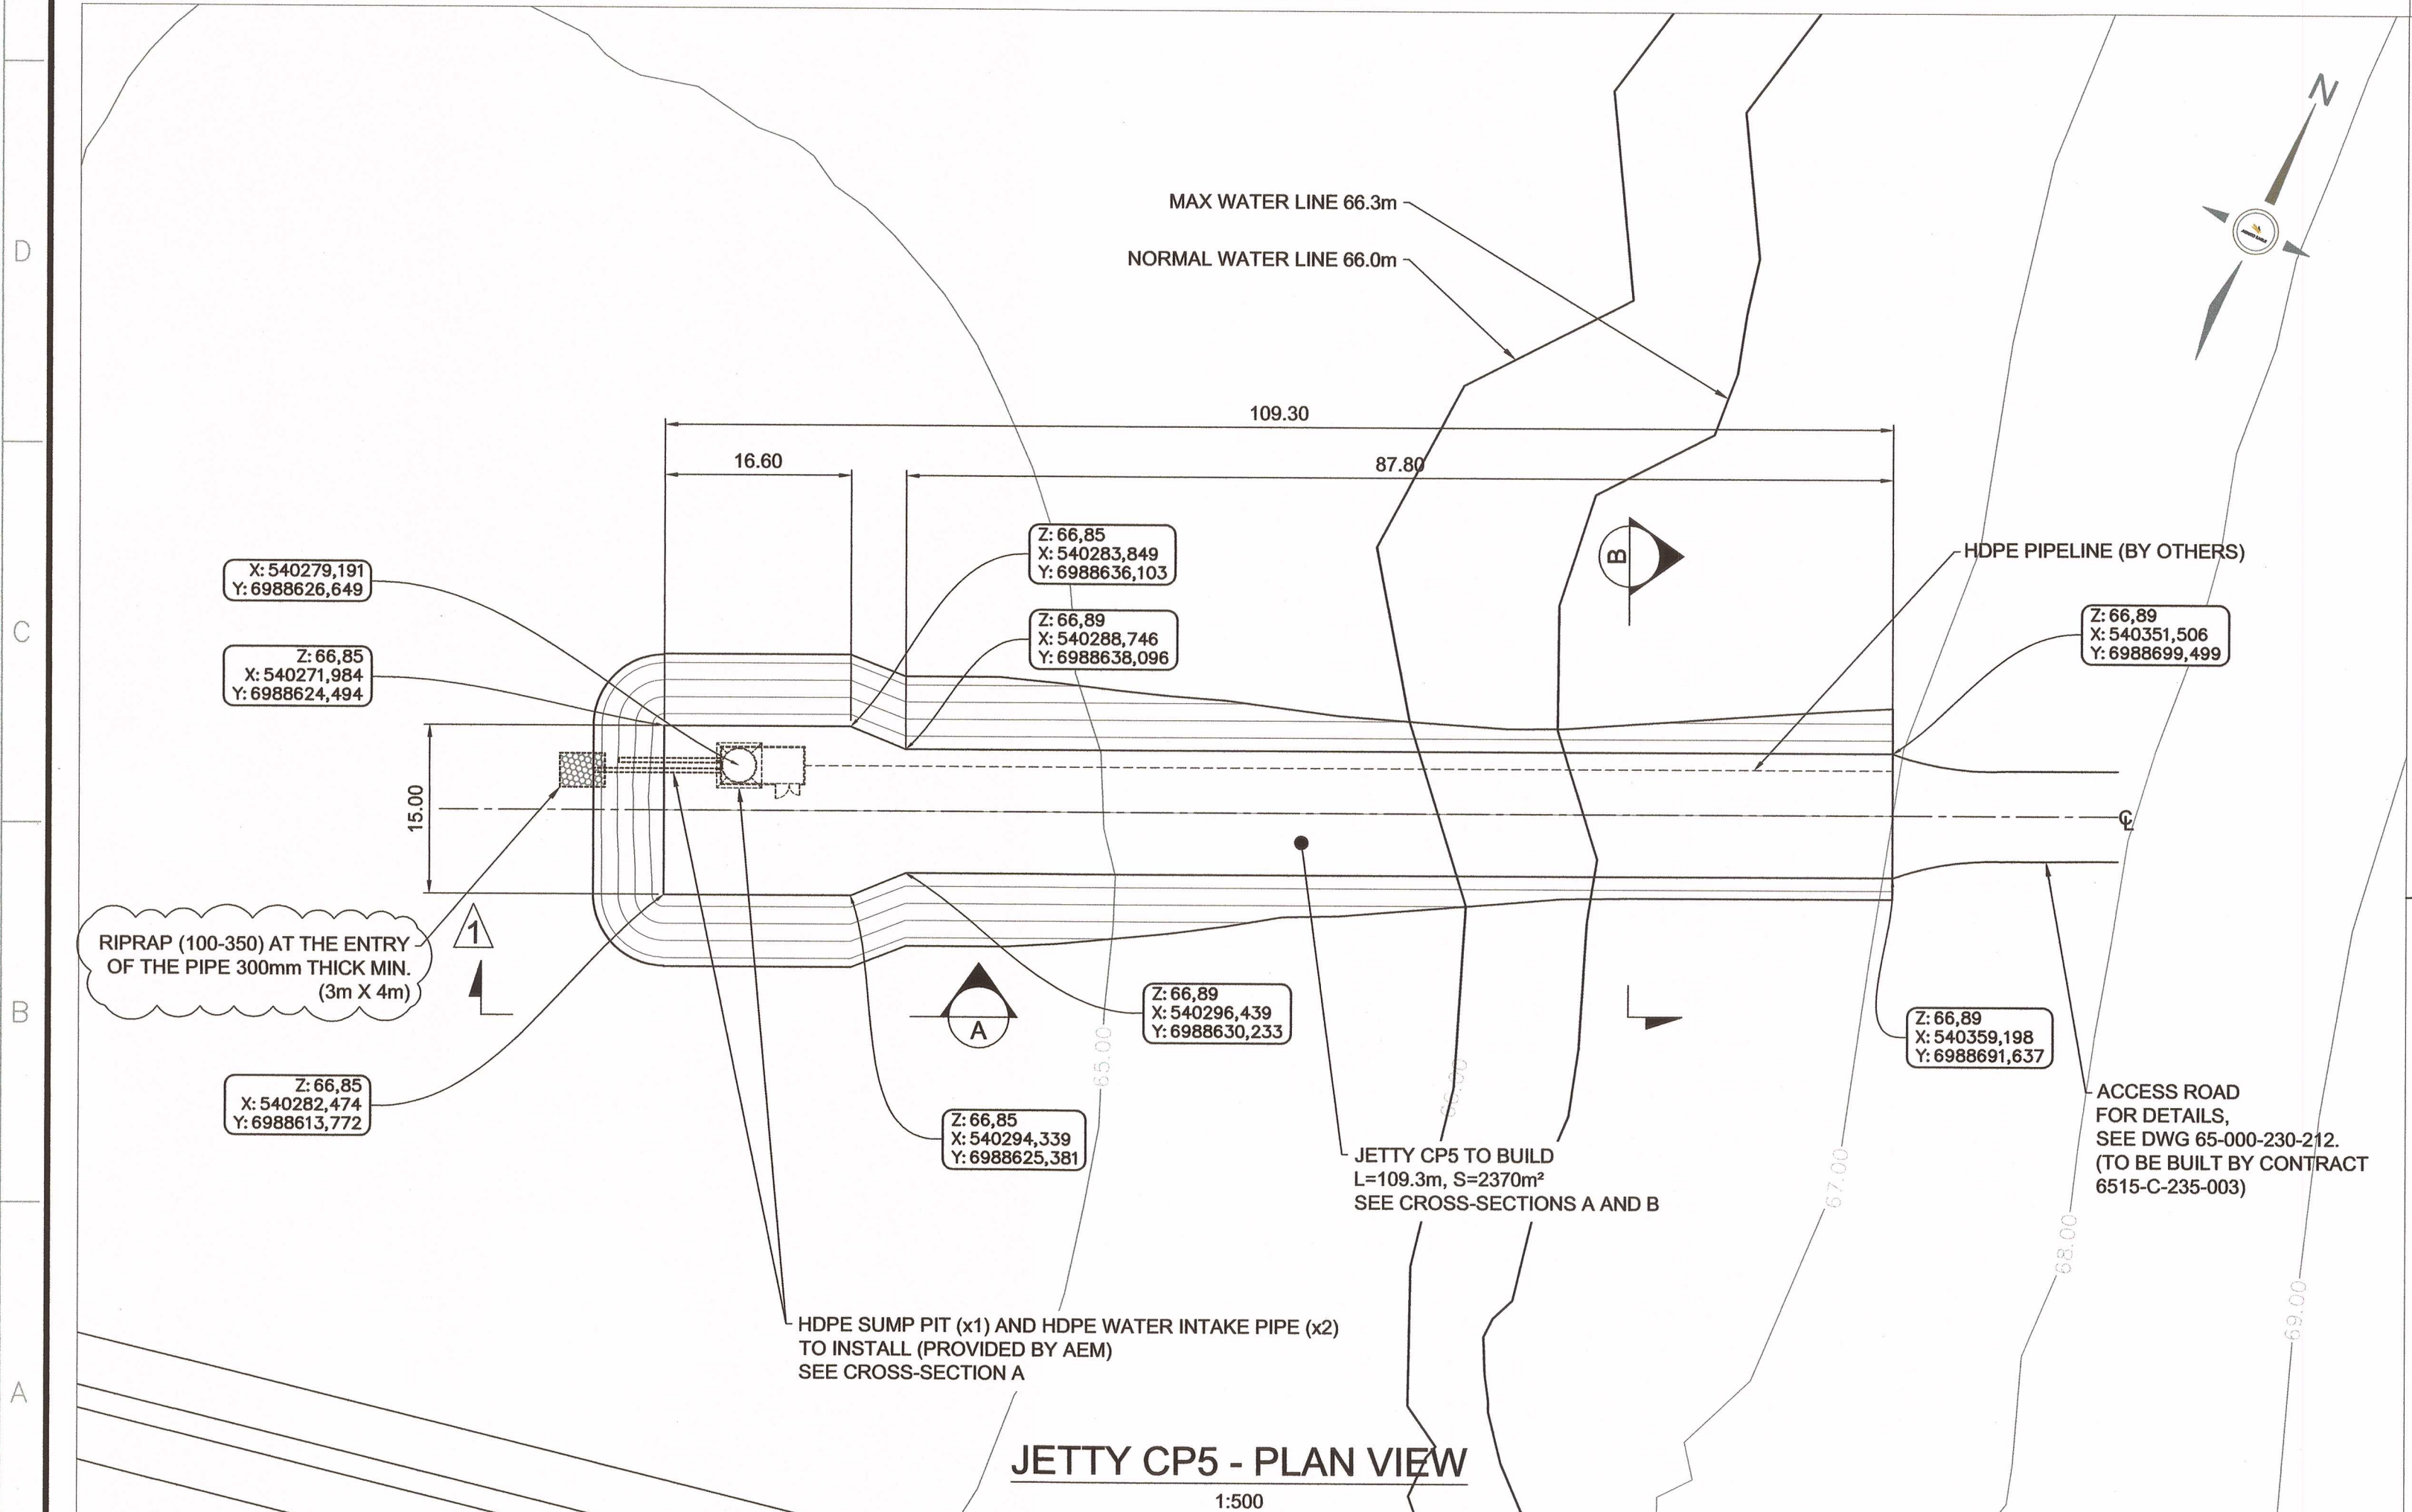 D
C
B
A
N
MAX WATER LINE 66.3m
NORMAL WATER LINE 66.0m
109.30
16.60
87.80
Z: 66,85
X: 540283,849
Y: 6988636,103
Z: 66,89
X: 540288,746
Y: 6988638,096
X: 540279,191
Y: 6988626,649
Z: 66,85
X: 540271,984
Y: 6988624,494
B
HDPE PIPELINE (BY OTHERS)
Z: 66,89
X: 540351,506
Y: 6988699,499
15.00
℄
RIPRAP (100-350) AT THE ENTRY
OF THE PIPE 300mm THICK MIN.
(3m X 4m)
1
A
Z: 66,89
X: 540296,439
Y: 6988630,233
Z: 66,89
X: 540359,198
Y: 6988691,637
Z: 66,85
X: 540282,474
Y: 6988613,772
Z: 66,85
X: 540294,339
Y: 6988625,381
65.00
66.00
67.00
68.00
69.00
JETTY CP5 TO BUILD
L=109.3m, S=2370m²
SEE CROSS-SECTIONS A AND B
ACCESS ROAD
FOR DETAILS,
SEE DWG 65-000-230-212.
(TO BE BUILT BY CONTRACT
6515-C-235-003)
HDPE SUMP PIT (x1) AND HDPE WATER INTAKE PIPE (x2)
TO INSTALL (PROVIDED BY AEM)
SEE CROSS-SECTION A
JETTY CP5 - PLAN VIEW
1:500